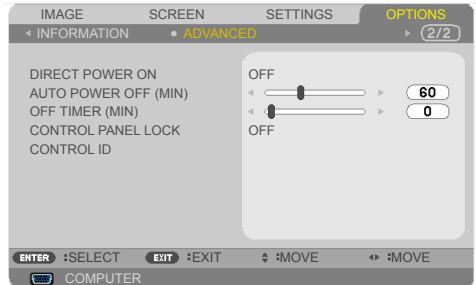 IMAGE SCREEN SETTINGS OPTIONS
INFORMATION ADVANCED (2/2)
DIRECT POWER ON OFF
AUTO POWER OFF (MIN) 60
OFF TIMER (MIN) 0
CONTROL PANEL LOCK OFF
CONTROL ID
ENTER :SELECT EXIT :EXIT :MOVE :MOVE
COMPUTER